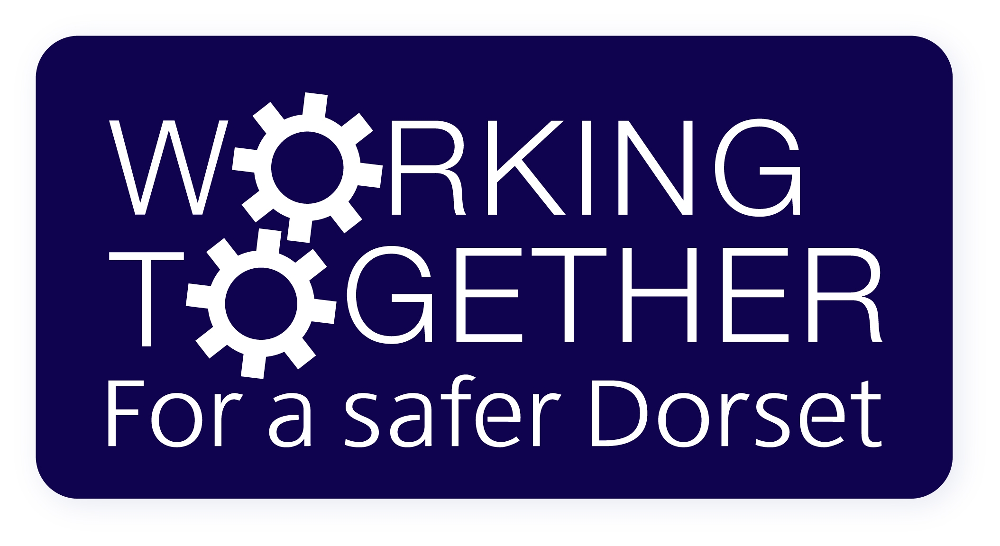 WORKING
TOGETHER
For a safer Dorset